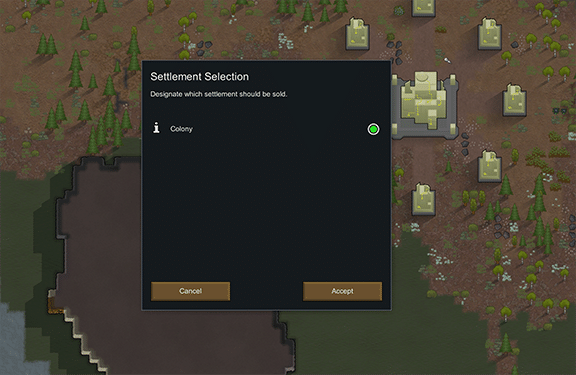 Settlement Selection
Designate which settlement should be sold.
Colony
Cancel
Accept